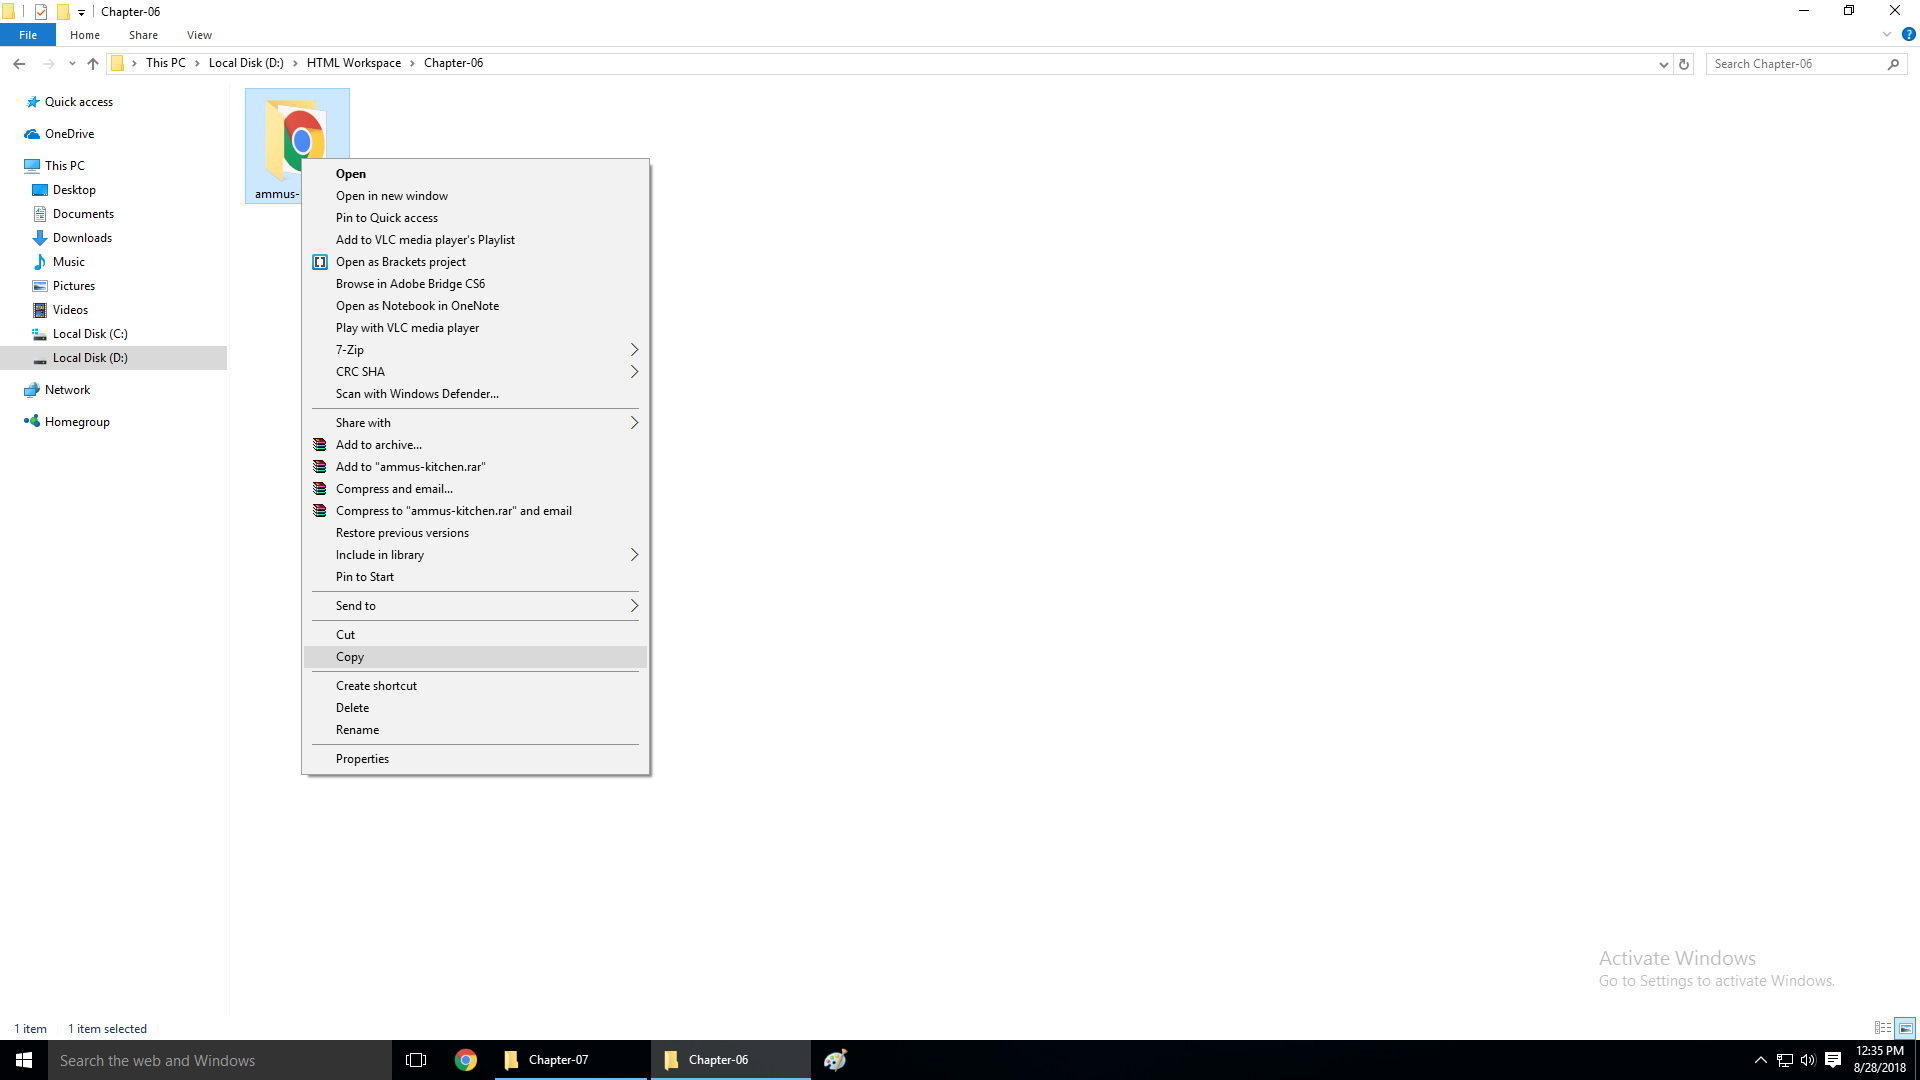 Chapter-06
File Home Share View
This PC Local Disk (D:) HTML Workspace Chapter-06
Search Chapter-06
Quick access
OneDrive
This PC
Desktop
Documents
Downloads
Music
Pictures
Videos
Local Disk (C:)
Local Disk (D:)
Network
Homegroup
ammus-
Open
Open in new window
Pin to Quick access
Add to VLC media player's Playlist
Open as Brackets project
Browse in Adobe Bridge CS6
Open as Notebook in OneNote
Play with VLC media player
7-Zip
CRC SHA
Scan with Windows Defender...
Share with
Add to archive...
Add to "ammus-kitchen.rar"
Compress and email...
Compress to "ammus-kitchen.rar" and email
Restore previous versions
Include in library
Pin to Start
Send to
Cut
Copy
Create shortcut
Delete
Rename
Properties
Activate Windows
Go to Settings to activate Windows.
1 item 1 item selected
Search the web and Windows
Chapter-07
Chapter-06
12:35 PM
8/28/2018